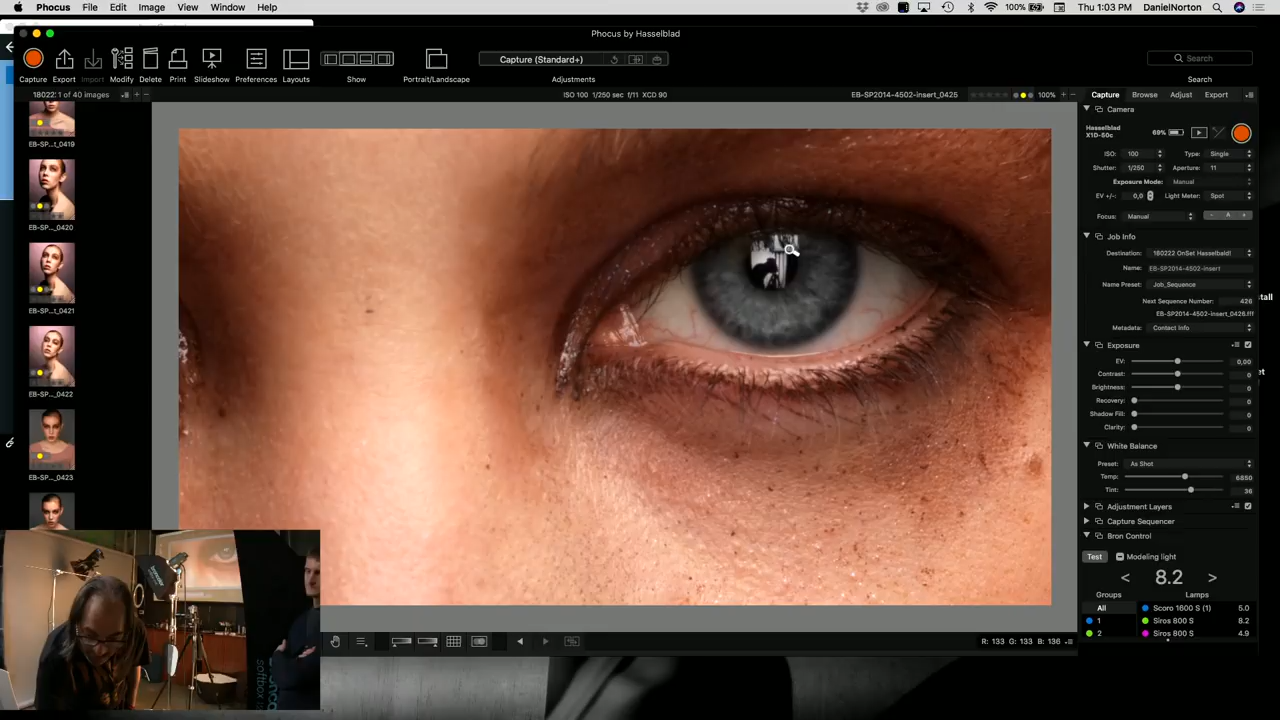 Phocus File Edit Image View Window Help
100% Thu 1:03 PM DanielNorton
Phocus by Hasselblad
Capture Export Import Modify Delete Print Slideshow Preferences Layouts Show Portrait/Landscape
Capture (Standard+)
Adjustments
Search
Search
18022: 1 of 40 images
ISO 100 1/250 sec f/11 XCD 90
EB-SP2014-4502-insert_0425
100%
Capture Browse Adjust Export
EB-SP...t_0419
EB-SP..._0420
EB-SP..._0421
EB-SP..._0422
EB-SP..._0423
Camera
Hasselblad
X1D-50c
69%
ISO: 100 Type: Single
Shutter: 1/250 Aperture: 11
Exposure Mode: Manual
EV +/-: 0,0 Light Meter: Spot
Focus: Manual - A +
Job Info
Destination: 180222 OnSet Hasselbald!
Name: EB-SP2014-4502-insert
Name Preset: Job_Sequence
Next Sequence Number: 426
EB-SP2014-4502-insert_0426.fff
Metadata: Contact Info
Exposure
EV: 0,00
Contrast: 0
Brightness: 0
Recovery: 0
Shadow Fill: 0
Clarity: 0
White Balance
Preset: As Shot
Temp: 6850
Tint: 36
Adjustment Layers
Capture Sequencer
Bron Control
Test Modeling light
< 8.2 >
Groups Lamps
All Scoro 1600 S (1) 5.0
1 Siros 800 S 8.2
2 Siros 800 S 4.9
R: 133 G: 133 B: 136
tall
et
softbox